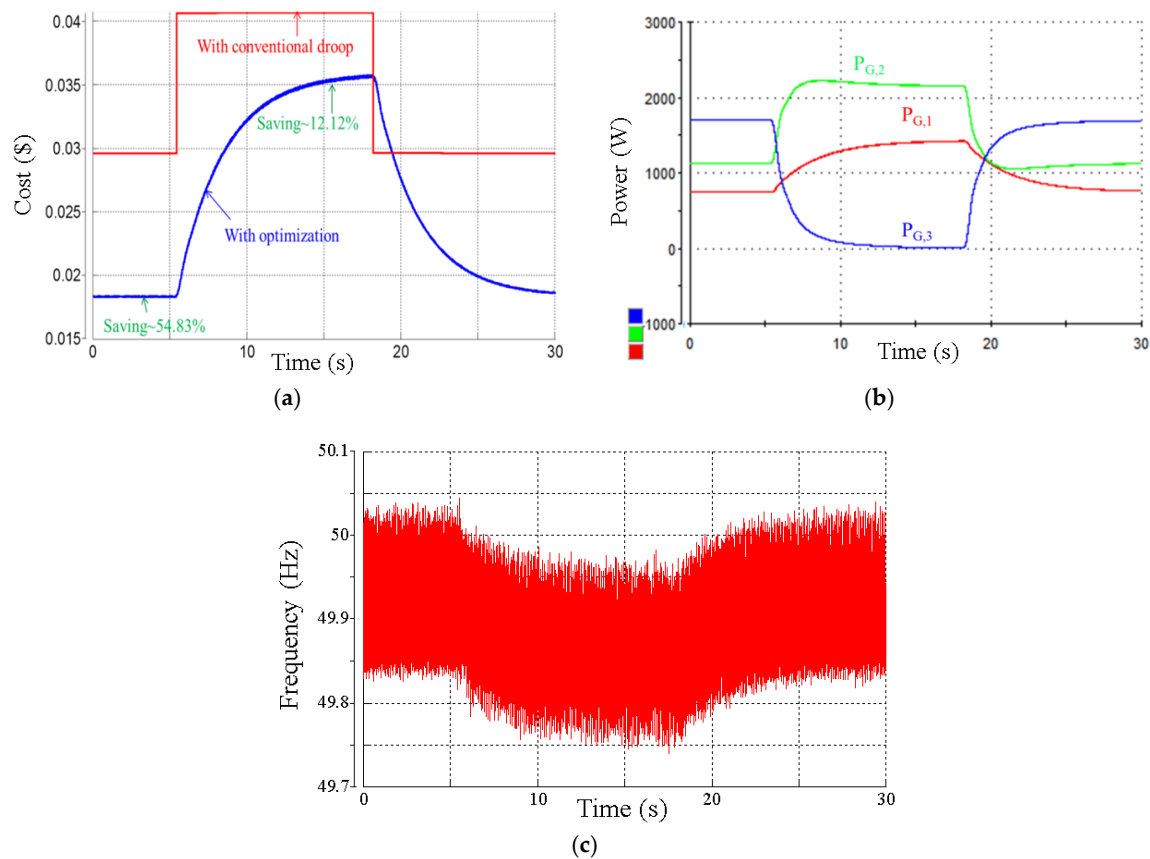 0.04
0.035
0.03
0.025
0.02
0.015
Cost ($)
With conventional droop
Saving~12.12%
With optimization
Saving~54.83%
0
10
20
30
Time (s)
(a)
3000
2000
1000
0
1000
Power (W)
PG,2
PG,1
PG,3
0
10
20
30
Time (s)
(b)
50.1
50
49.9
49.8
49.7
Frequency (Hz)
0
10
20
30
Time (s)
(c)